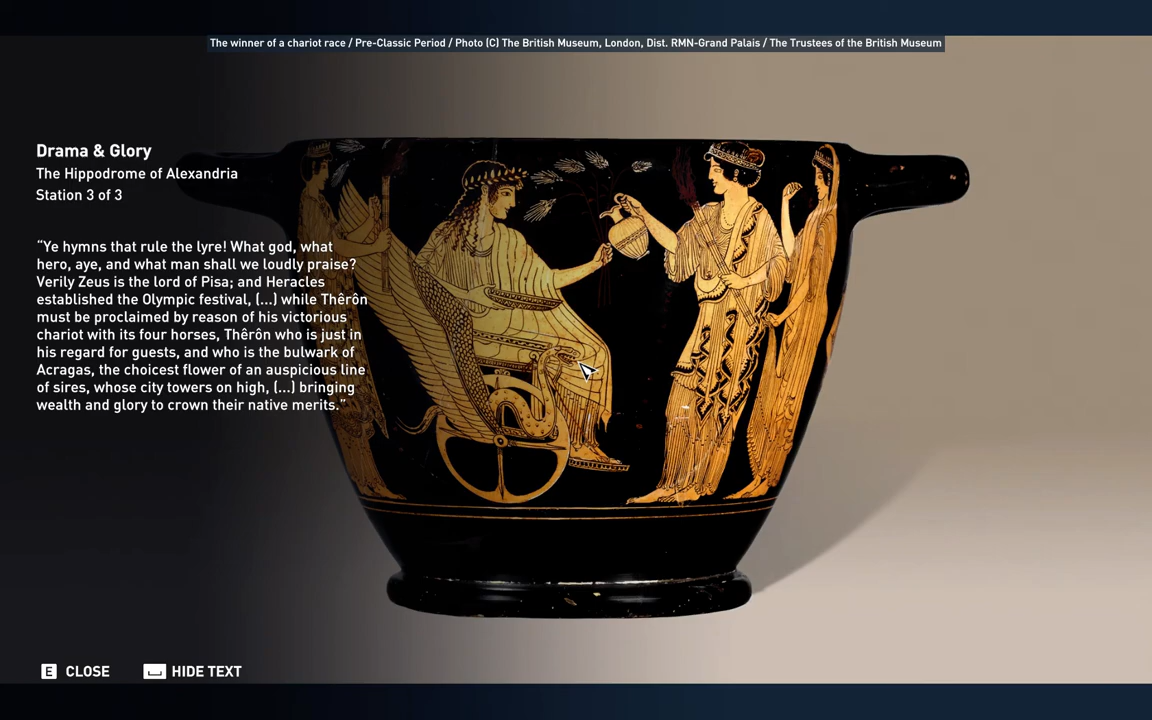 The winner of a chariot race / Pre-Classic Period / Photo (C) The British Museum, London, Dist. RMN-Grand Palais / The Trustees of the British Museum
Drama & Glory
The Hippodrome of Alexandria
Station 3 of 3
“Ye hymns that rule the lyre! What god, what
hero, aye, and what man shall we loudly praise?
Verily Zeus is the lord of Pisa; and Heracles
established the Olympic festival, (...) while Thêrôn
must be proclaimed by reason of his victorious
chariot with its four horses, Thêrôn who is just in
his regard for guests, and who is the bulwark of
Acragas, the choicest flower of an auspicious line
of sires, whose city towers on high, (...) bringing
wealth and glory to crown their native merits.”
E CLOSE HIDE TEXT